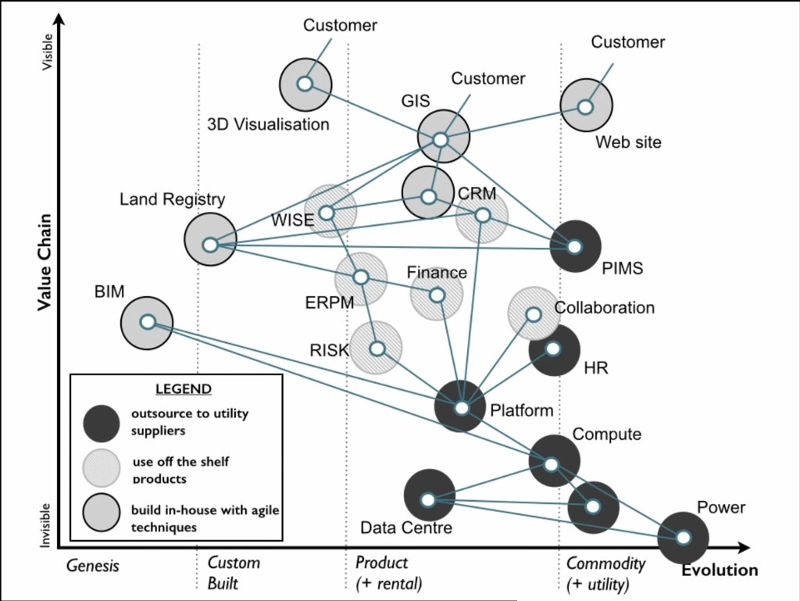 Customer
Customer
Customer
Visible
GIS
3D Visualisation
Web site
CRM
Land Registry
WISE
PIMS
Value Chain
Finance
BIM
ERPM
Collaboration
RISK
HR
LEGEND
outsource to utility
suppliers
use off the shelf
products
build in-house with agile
techniques
Platform
Compute
Data Centre
Power
Invisible
Genesis
Custom
Built
Product
(+ rental)
Commodity
(+ utility)
Evolution